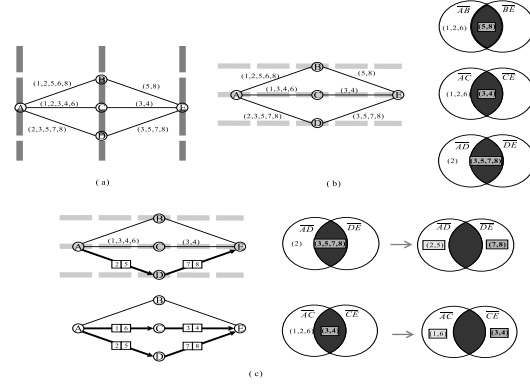 B
(1,2,5,6,8)
(5,8)
A
(1,2,3,4,6)
C
(3,4)
E
(2,3,5,7,8)
(3,5,7,8)
D
(a)
B
(1,2,5,6,8)
(5,8)
A
(1,3,4,6)
C
(3,4)
E
(2,3,5,7,8)
(3,5,7,8)
D
(b)
AB BE
(1,2,6) (5,8)
AC CE
(1,2,6) (3,4)
AD DE
(2) (3,5,7,8)
B
(1,3,4,6) (3,4)
A C E
2 5 7 8
D
AD DE
(2) (3,5,7,8)
AD DE
(2,5) (7,8)
B
A 1 6 C 3 4 E
2 5 7 8
D
AC CE
(1,2,6) (3,4)
AC CE
(1,6) (3,4)
(c)